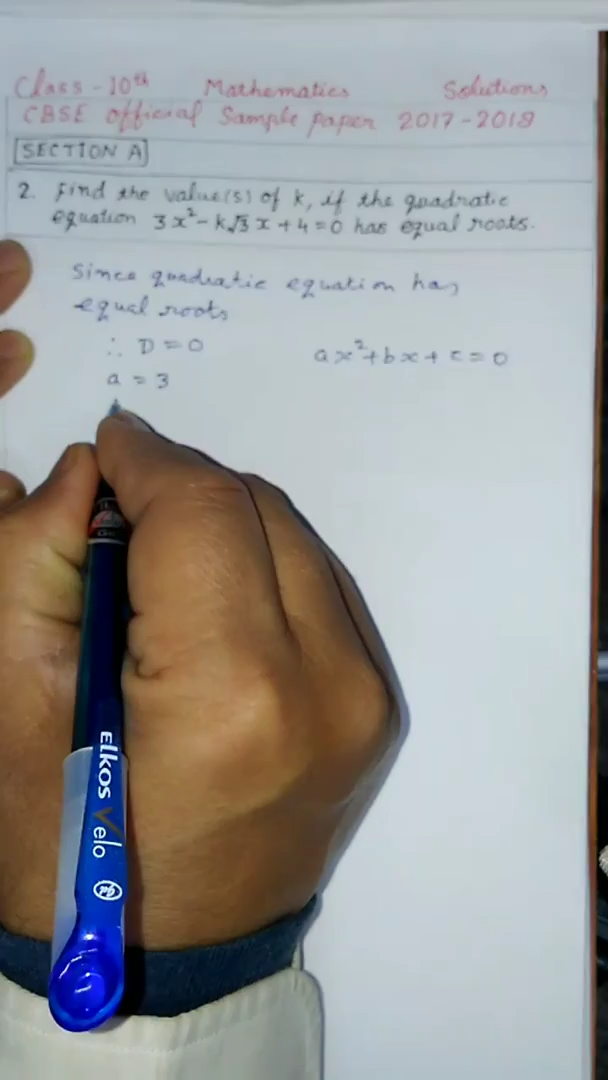 Class - 10th Mathematics Solutions
CBSE official Sample paper 2017-2018
SECTION A
2. Find the value(s) of k, if the quadratic
equation 3x² - k√3x + 4 = 0 has equal roots.
Since quadratic equation has
equal roots
∴ D = 0 ax² + bx + c = 0
a = 3
Elkos Velo